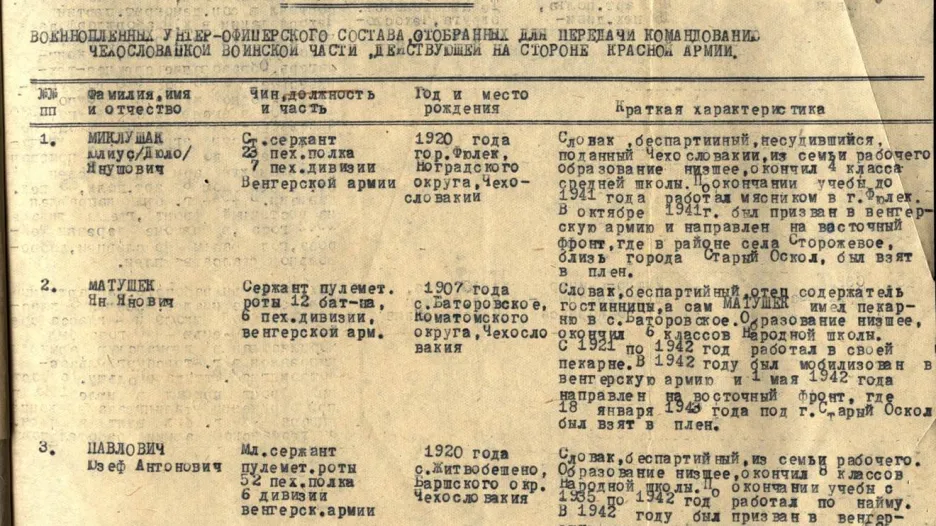 ВОЕННОПЛЕННЫХ УНТЕР-ОФИЦЕРСКОГО СОСТАВА, ОТОБРАННЫХ ДЛЯ ПЕРЕДАЧИ КОМАНДОВАНИЮ
ЧЕХОСЛОВАЦКОЙ ВОИНСКОЙ ЧАСТИ, ДЕЙСТВУЮЩЕЙ НА СТОРОНЕ КРАСНОЙ АРМИИ.
№№ пп
Фамилия, имя и отчество
Чин, должность и часть
Год и место рождения
Краткая характеристика
1.
МИКЛУШАК
Юлиус/Дюло/
Янушович
Ст.сержант
23 пех.полка
7 пех.дивизии
Венгерской армии
1920 года
гор.Фюлек,
Ноградского
округа, Чехо-
словакии
Словак, беспартииный, несудившийся,
поданный Чехословакии, из семьи рабочего
образование низшее, окончил 4 класса
средней школы. По окончании учебы до
1941 года работал мясником в г.Фюлек.
В октябре 1941г. был призван в венгер-
скую армию и направлен на восточный
фронт, где в районе села Сторожевое,
близь города Старый Оскол, был взят
в плен.
2.
МАТУШЕК
Ян Янович
Сержант пулемет.
роты 12 бат-на,
6 пех.дивизии,
венгерской арм.
1907 года
с.Баторовское,
Коматомского
округа, Чехосло
вакия
Словак, беспартийный, отец содержатель
гостинницы, а сам МАТУШЕК имел пекар-
ню в с.Баторовское. Образование низшее,
окончил 6 классов Народной школы.
С 1921 по 1942 год работал в своей
пекарне. В 1942 году был мобилизован в
венгерскую армию и 1 мая 1942 года
направлен на восточный фронт, где
18 января 1943 года под г.Старый Оскол
был взят в плен.
3.
ПАВЛОВИЧ
Юзеф Антонович
Мл.сержант
пулемет.роты
52 пех.полка
6 дивизии
венгерск.армии
1920 года
с.Житвобешено,
Баршского окр.
Чехословакия
Словак, беспартийный, из семьи рабочего.
Образование низшее, окончил 8 классов
Народной школы. По окончании учебы с
1935 по 1942 год работал по найму.
В 1942 году был призван в венгер-